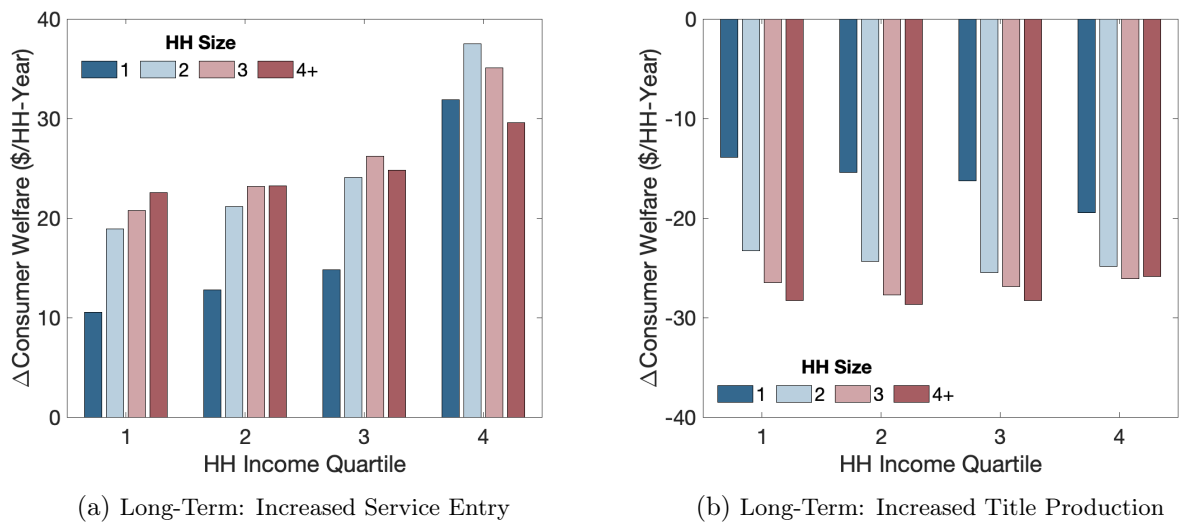 HH Size
1 2 3 4+
40
30
20
10
0
ΔConsumer Welfare ($/HH-Year)
1 2 3 4
HH Income Quartile
(a) Long-Term: Increased Service Entry
0
-10
-20
-30
-40
ΔConsumer Welfare ($/HH-Year)
HH Size
1 2 3 4+
1 2 3 4
HH Income Quartile
(b) Long-Term: Increased Title Production